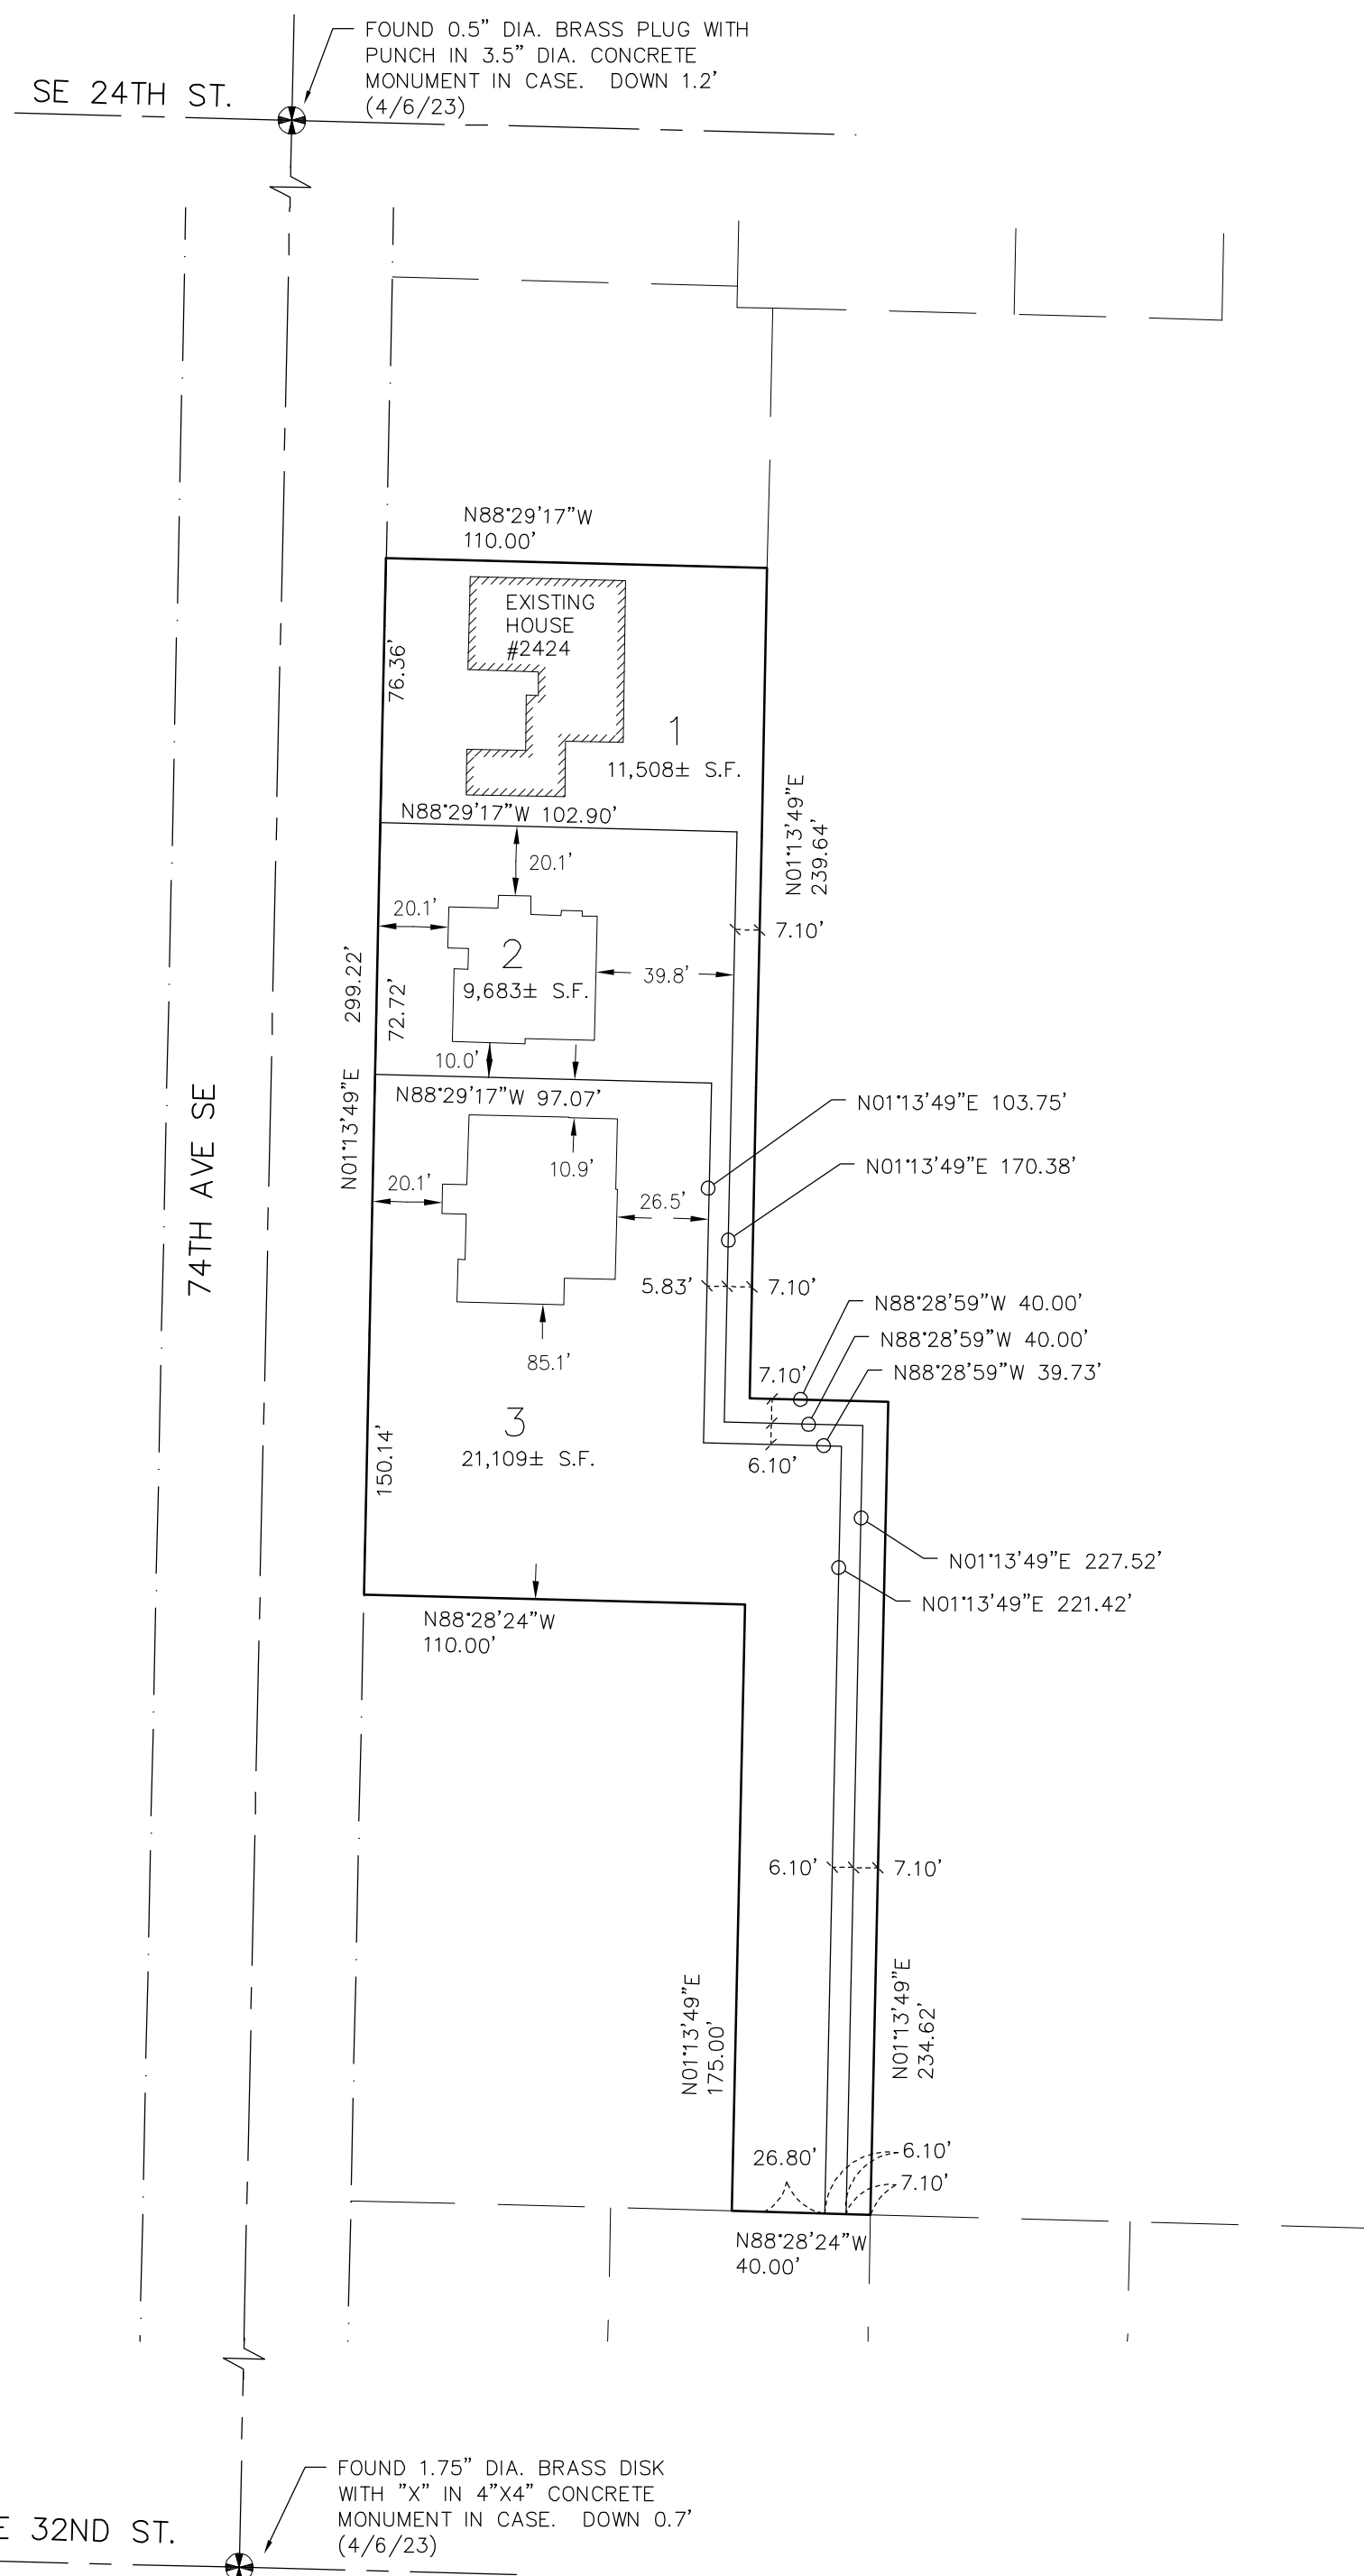 FOUND 0.5" DIA. BRASS PLUG WITH
PUNCH IN 3.5" DIA. CONCRETE
MONUMENT IN CASE.  DOWN 1.2'
(4/6/23)
SE 24TH ST.
N88°29'17"W
110.00'
EXISTING
HOUSE
#2424
76.36'
1
11,508± S.F.
N01°13'49"E
239.64'
N88°29'17"W 102.90'
20.1'
20.1'
7.10'
2
9,683± S.F.
39.8'
299.22'
72.72'
10.0'
N01°13'49"E
N88°29'17"W 97.07'
N01°13'49"E 103.75'
74TH AVE SE
10.9'
N01°13'49"E 170.38'
20.1'
26.5'
5.83'
7.10'
N88°28'59"W 40.00'
N88°28'59"W 40.00'
85.1'
7.10'
N88°28'59"W 39.73'
3
21,109± S.F.
150.14'
6.10'
N01°13'49"E 227.52'
N01°13'49"E 221.42'
N88°28'24"W
110.00'
6.10'
7.10'
N01°13'49"E
175.00'
N01°13'49"E
234.62'
26.80'
6.10'
7.10'
N88°28'24"W
40.00'
FOUND 1.75" DIA. BRASS DISK
WITH "X" IN 4"X4" CONCRETE
MONUMENT IN CASE.  DOWN 0.7'
(4/6/23)
E 32ND ST.